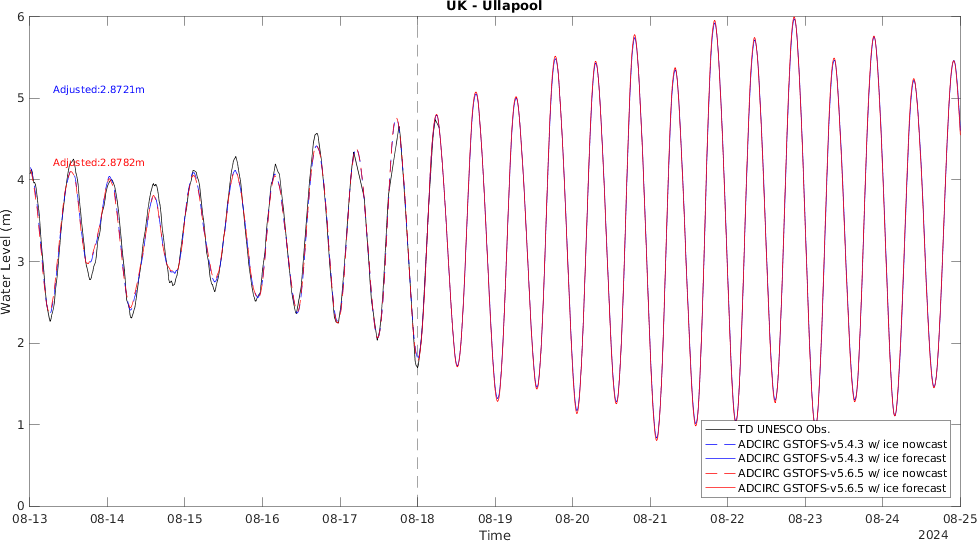 UK - Ullapool
6
5
4
3
2
1
0
Water Level (m)
Adjusted:2.8721m
Adjusted:2.8782m
TD UNESCO Obs.
ADCIRC GSTOFS-v5.4.3 w/ ice nowcast
ADCIRC GSTOFS-v5.4.3 w/ ice forecast
ADCIRC GSTOFS-v5.6.5 w/ ice nowcast
ADCIRC GSTOFS-v5.6.5 w/ ice forecast
08-13 08-14 08-15 08-16 08-17 08-18 08-19 08-20 08-21 08-22 08-23 08-24 08-25
Time
2024